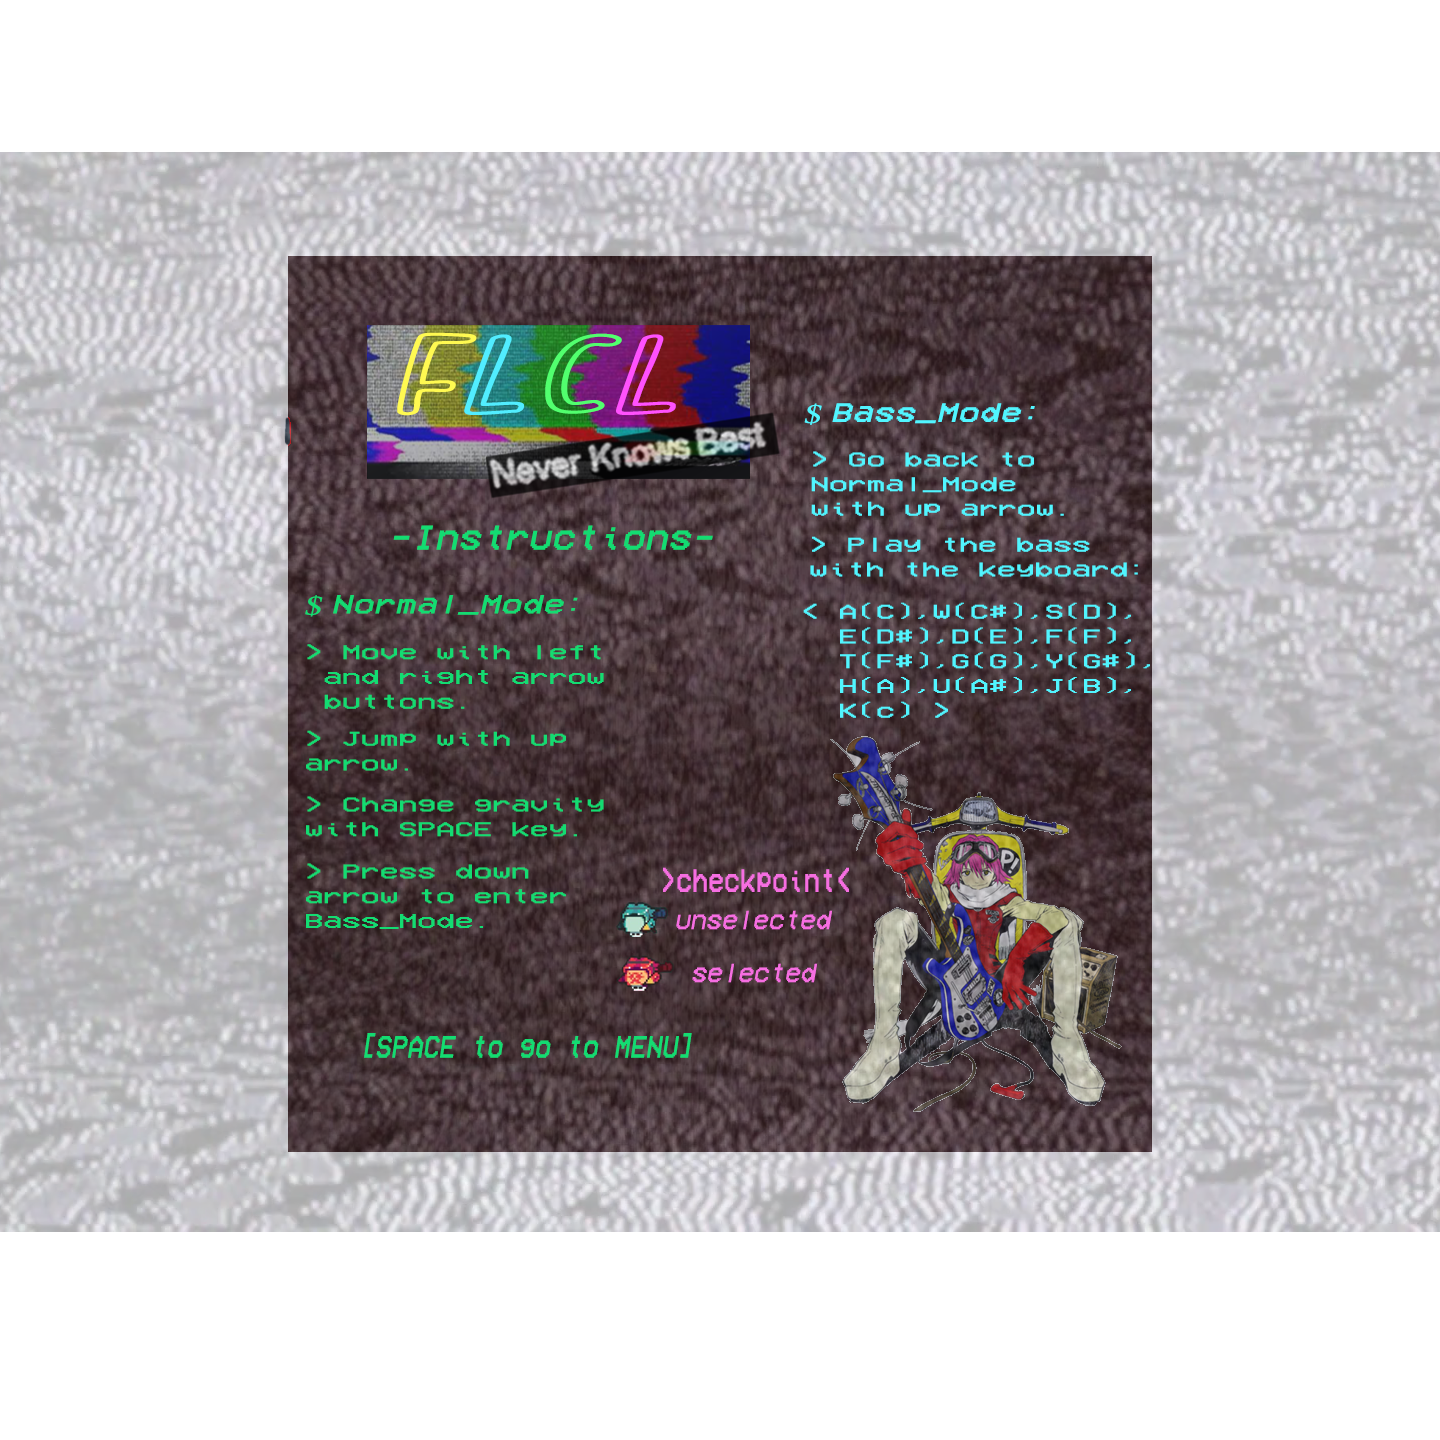 FLCL
Never Knows Best
-Instructions-
$ Normal_Mode:
> Move with left
and right arrow
buttons.
> Jump with up
arrow.
> Change gravity
with SPACE key.
> Press down
arrow to enter
Bass_Mode.
$ Bass_Mode:
> Go back to
Normal_Mode
with up arrow.
> Play the bass
with the keyboard:
< A(C),W(C#),S(D),
E(D#),D(E),F(F),
T(F#),G(G),Y(G#),
H(A),U(A#),J(B),
K(c) >
>checkpoint<
unselected
selected
[SPACE to go to MENU]
P!